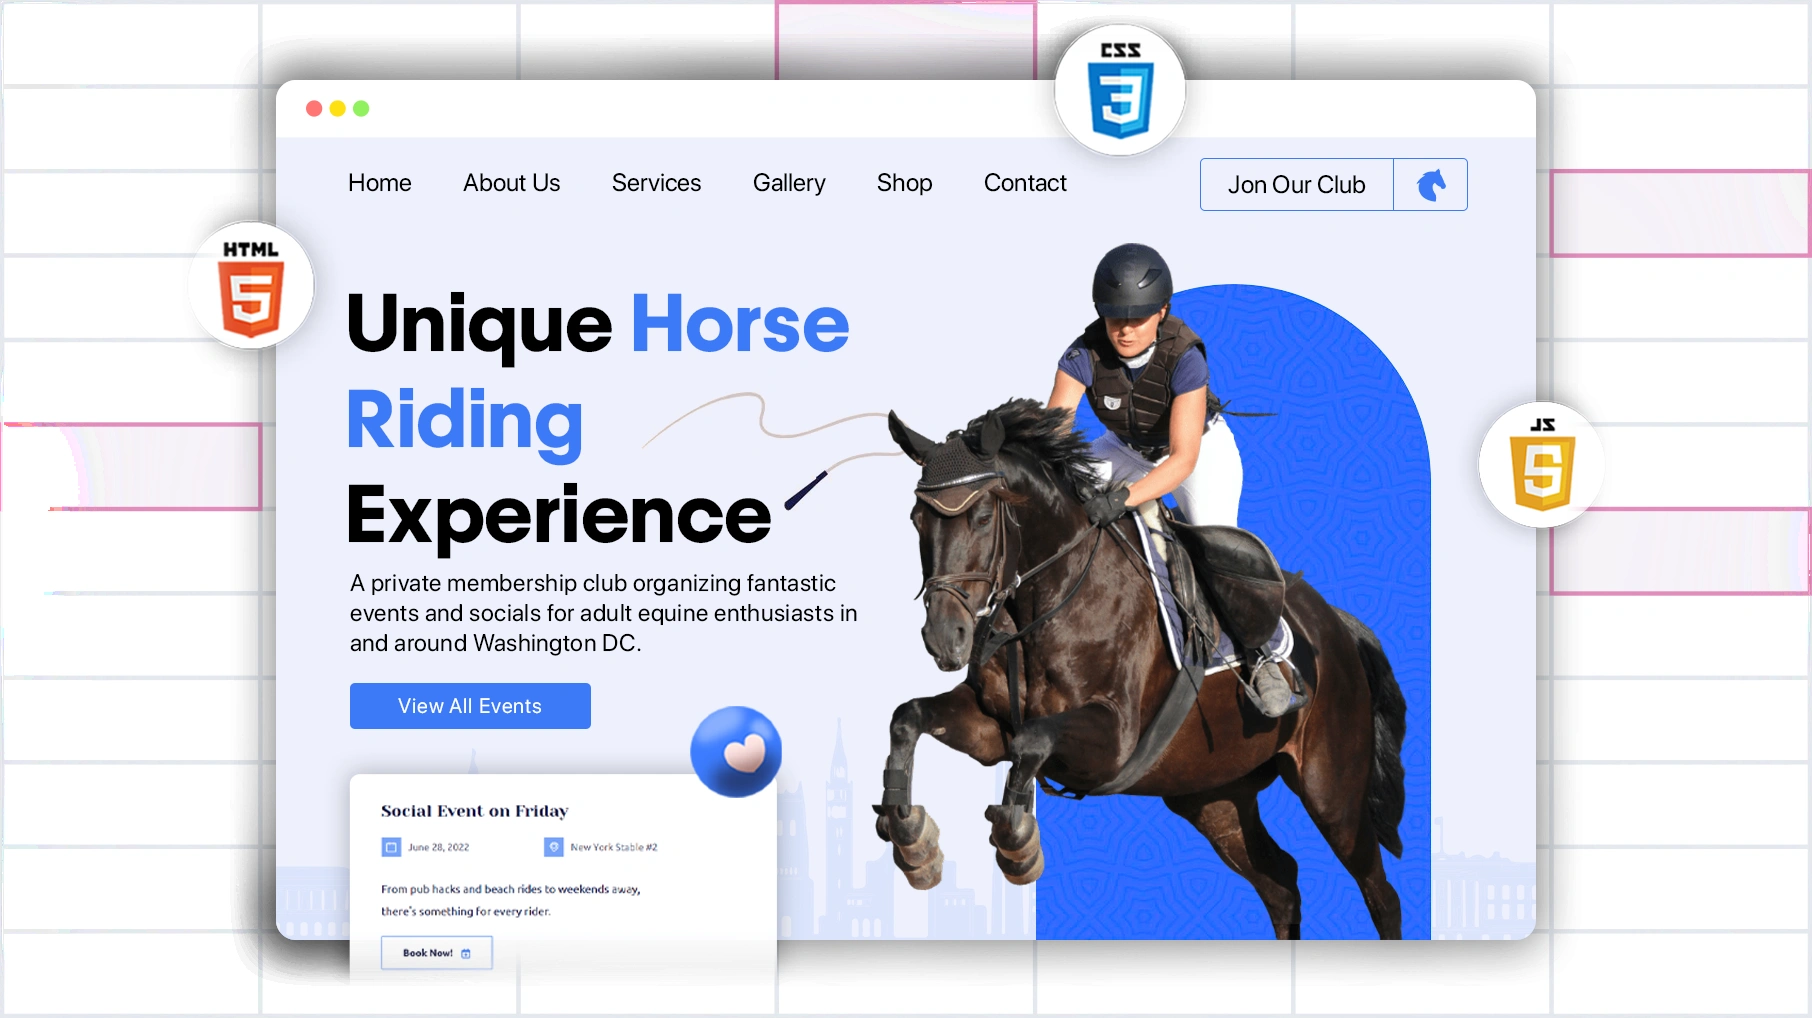 CSS
Home About Us Services Gallery Shop Contact Jon Our Club
HTML
5
Unique Horse
Riding
Experience
JS
A private membership club organizing fantastic
events and socials for adult equine enthusiasts in
and around Washington DC.
View All Events
Social Event on Friday
June 28, 2022 New York Stable #2
From pub hacks and beach rides to weekends away,
there's something for every rider.
Book Now!